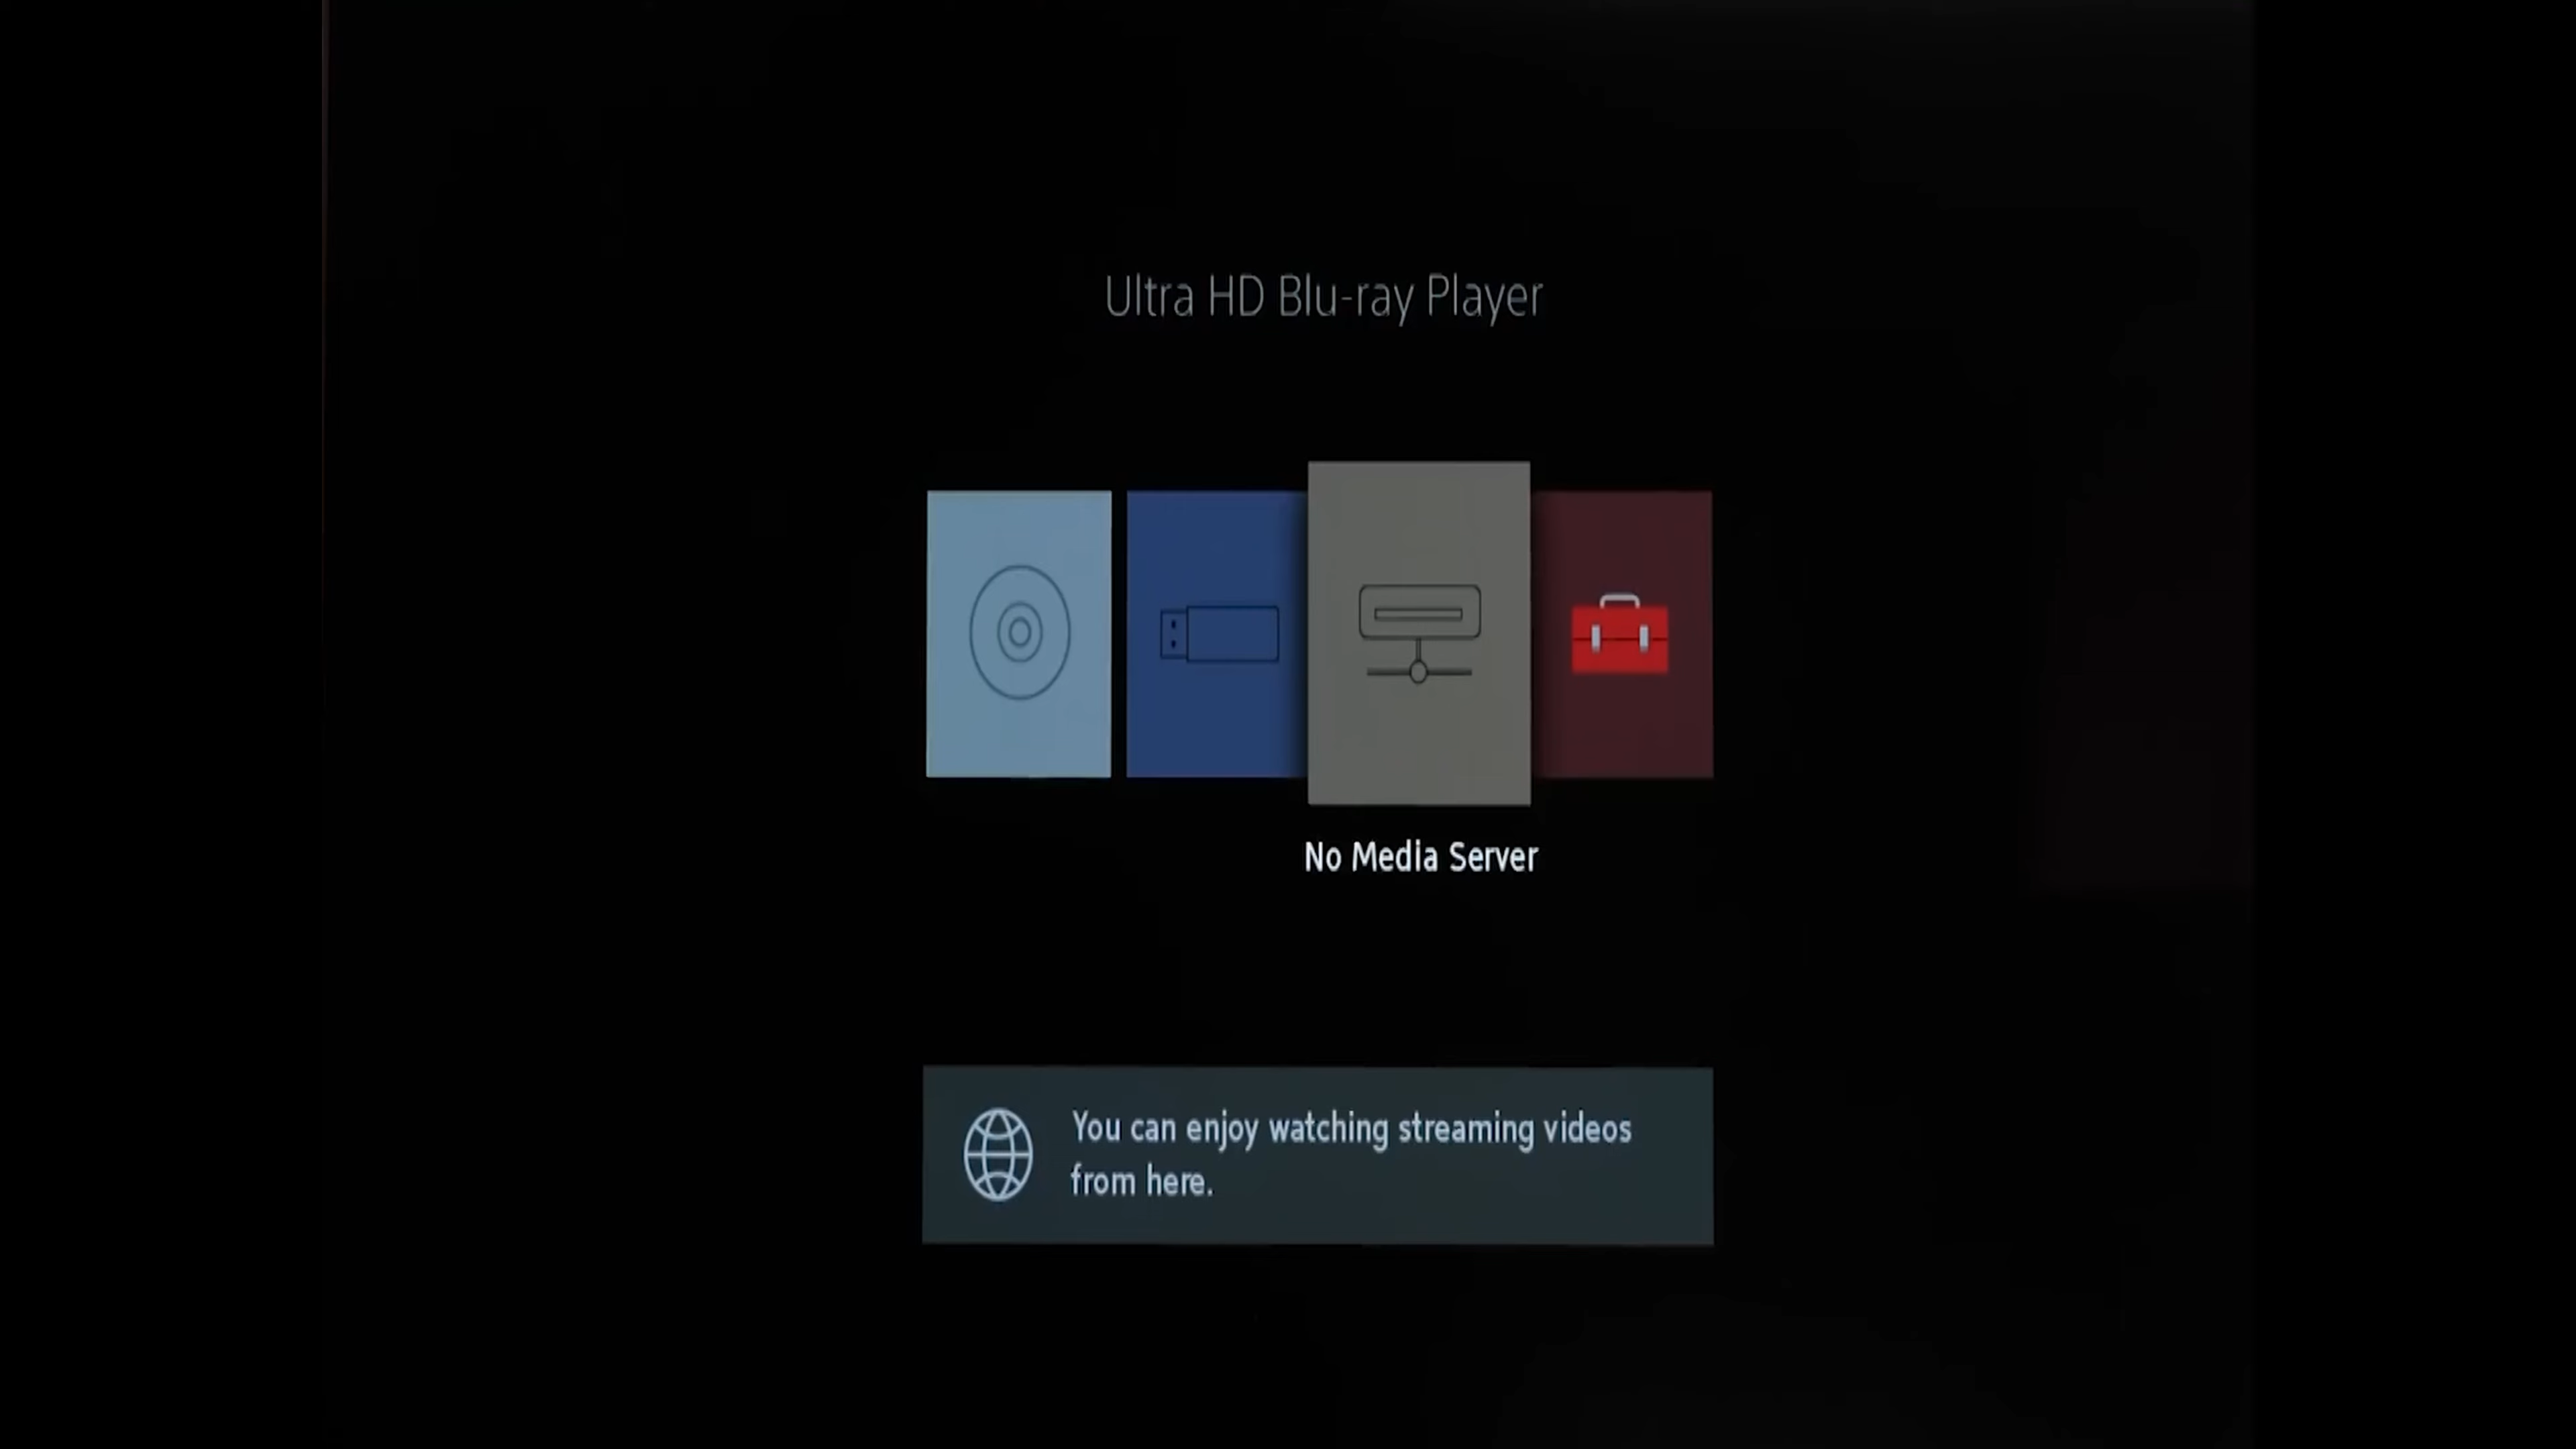 Ultra HD Blu-ray Player
No Media Server
You can enjoy watching streaming videos
from here.